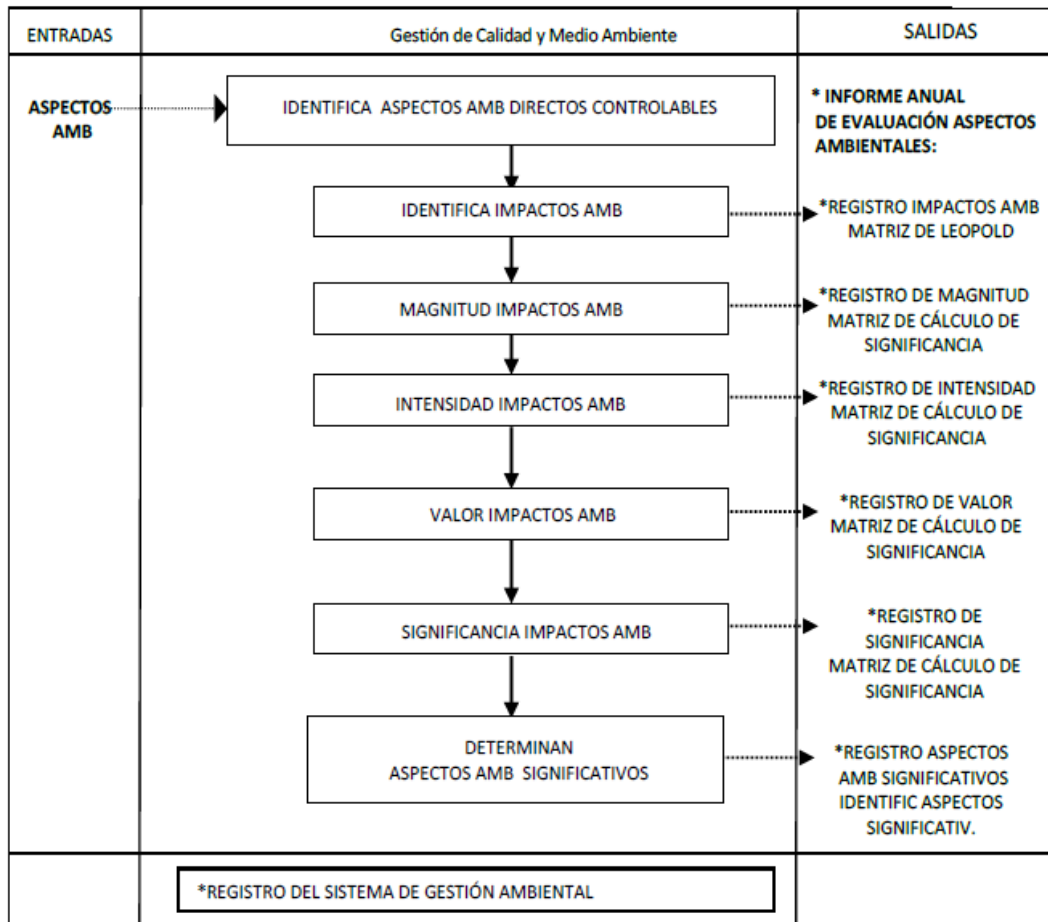 ENTRADAS
Gestión de Calidad y Medio Ambiente
SALIDAS
ASPECTOS
AMB
IDENTIFICA ASPECTOS AMB DIRECTOS CONTROLABLES
* INFORME ANUAL
DE EVALUACIÓN ASPECTOS
AMBIENTALES:
IDENTIFICA IMPACTOS AMB
*REGISTRO IMPACTOS AMB
MATRIZ DE LEOPOLD
MAGNITUD IMPACTOS AMB
*REGISTRO DE MAGNITUD
MATRIZ DE CÁLCULO DE
SIGNIFICANCIA
INTENSIDAD IMPACTOS AMB
*REGISTRO DE INTENSIDAD
MATRIZ DE CÁLCULO DE
SIGNIFICANCIA
VALOR IMPACTOS AMB
*REGISTRO DE VALOR
MATRIZ DE CÁLCULO DE
SIGNIFICANCIA
SIGNIFICANCIA IMPACTOS AMB
*REGISTRO DE
SIGNIFICANCIA
MATRIZ DE CÁLCULO DE
SIGNIFICANCIA
DETERMINAN
ASPECTOS AMB SIGNIFICATIVOS
*REGISTRO ASPECTOS
AMB SIGNIFICATIVOS
IDENTIFIC ASPECTOS
SIGNIFICATIV.
*REGISTRO DEL SISTEMA DE GESTIÓN AMBIENTAL